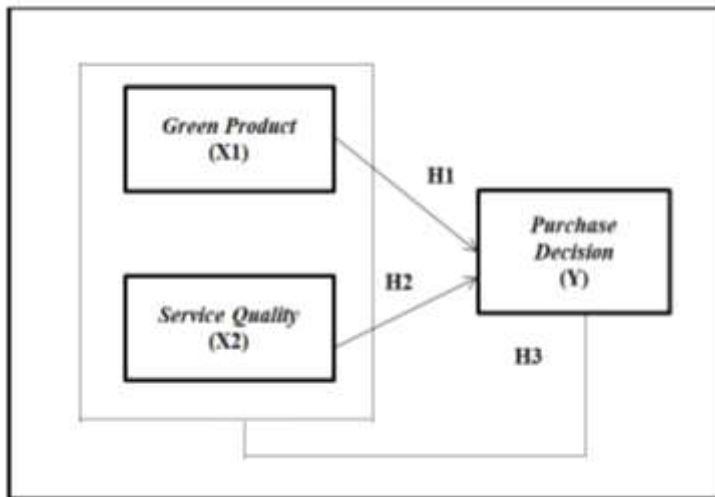 Green Product
(X1)
H1
Purchase
Decision
(Y)
H2
Service Quality
(X2)
H3